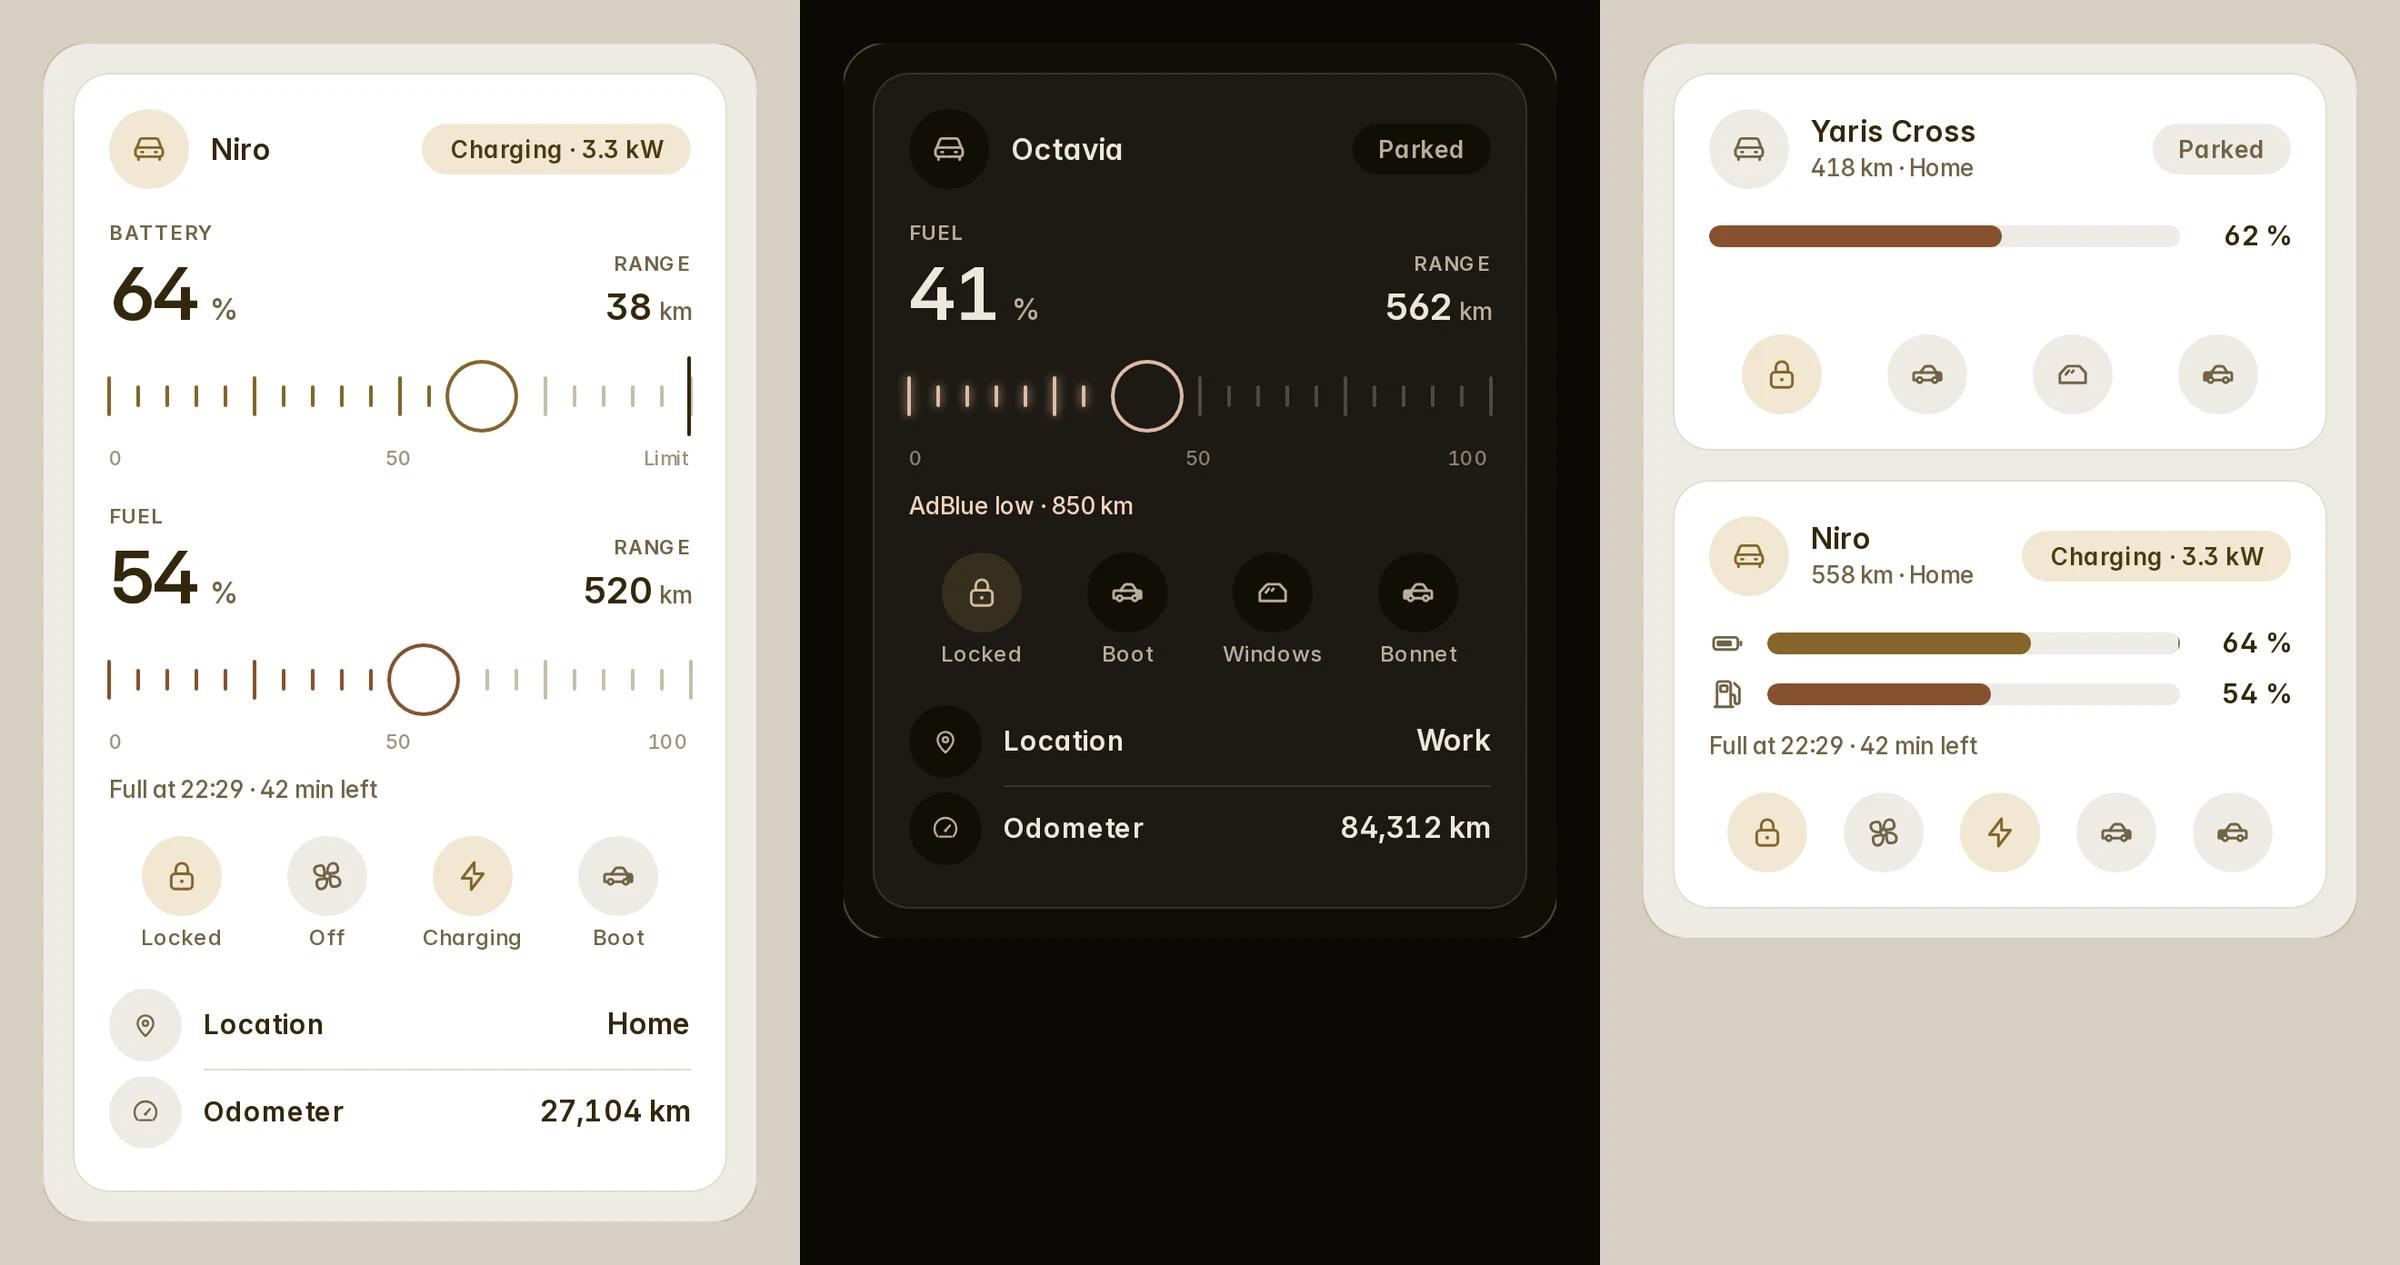 Niro
Charging · 3.3 kW
BATTERY
64 %
RANGE
38 km
0 50 Limit
FUEL
54 %
RANGE
520 km
0 50 100
Full at 22:29 · 42 min left
Locked Off Charging Boot
Location Home
Odometer 27,104 km
Octavia
Parked
FUEL
41 %
RANGE
562 km
0 50 100
AdBlue low · 850 km
Locked Boot Windows Bonnet
Location Work
Odometer 84,312 km
Yaris Cross
418 km · Home
Parked
62 %
Niro
558 km · Home
Charging · 3.3 kW
64 %
54 %
Full at 22:29 · 42 min left